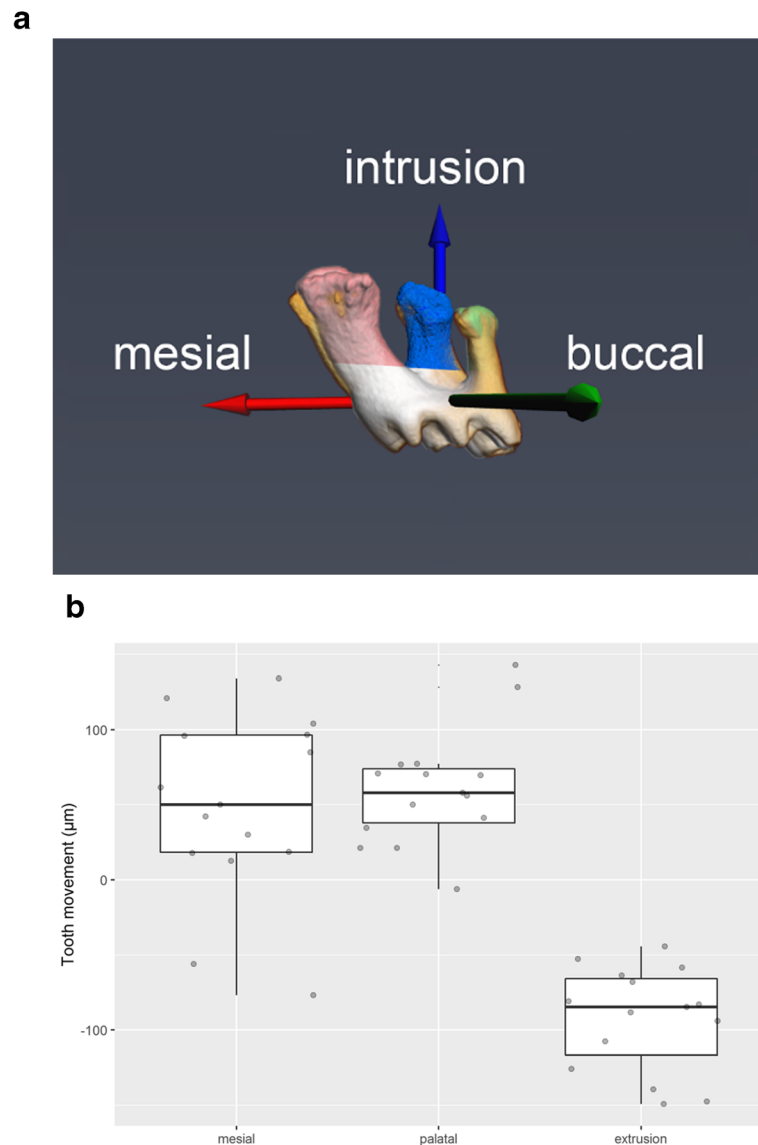 a
intrusion
mesial
buccal
b
Tooth movement (µm)
100
0
-100
mesial
palatal
extrusion